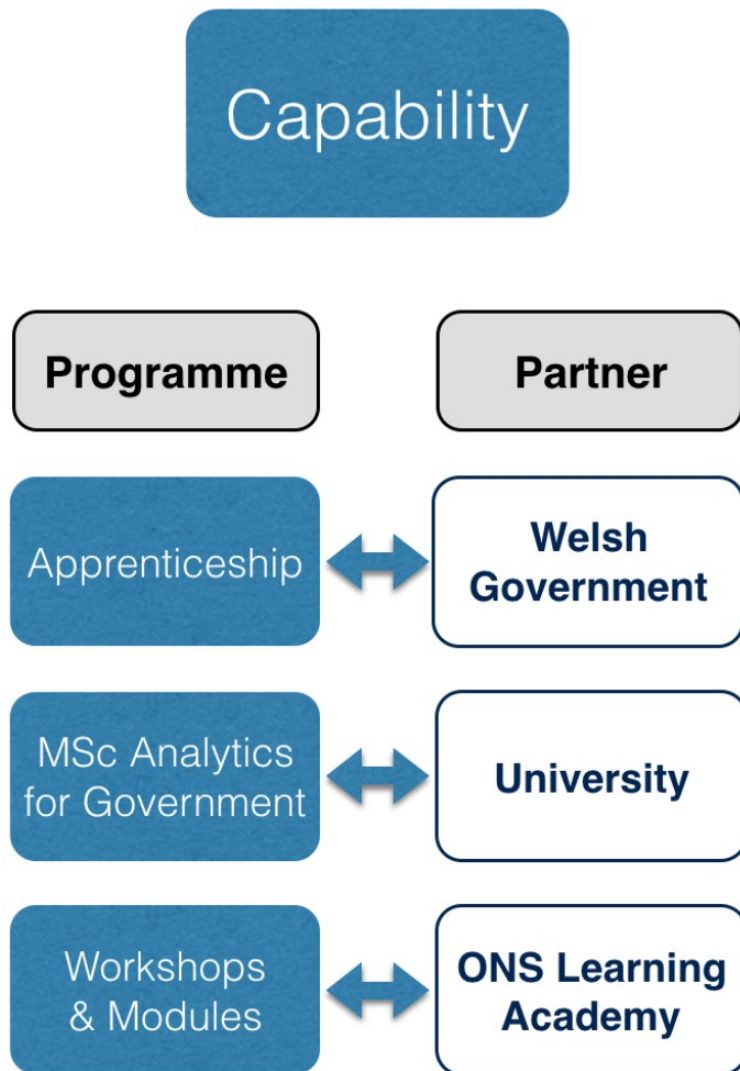 Capability
Programme
Partner
Apprenticeship
Welsh
Government
MSc Analytics
for Government
University
Workshops
& Modules
ONS Learning
Academy